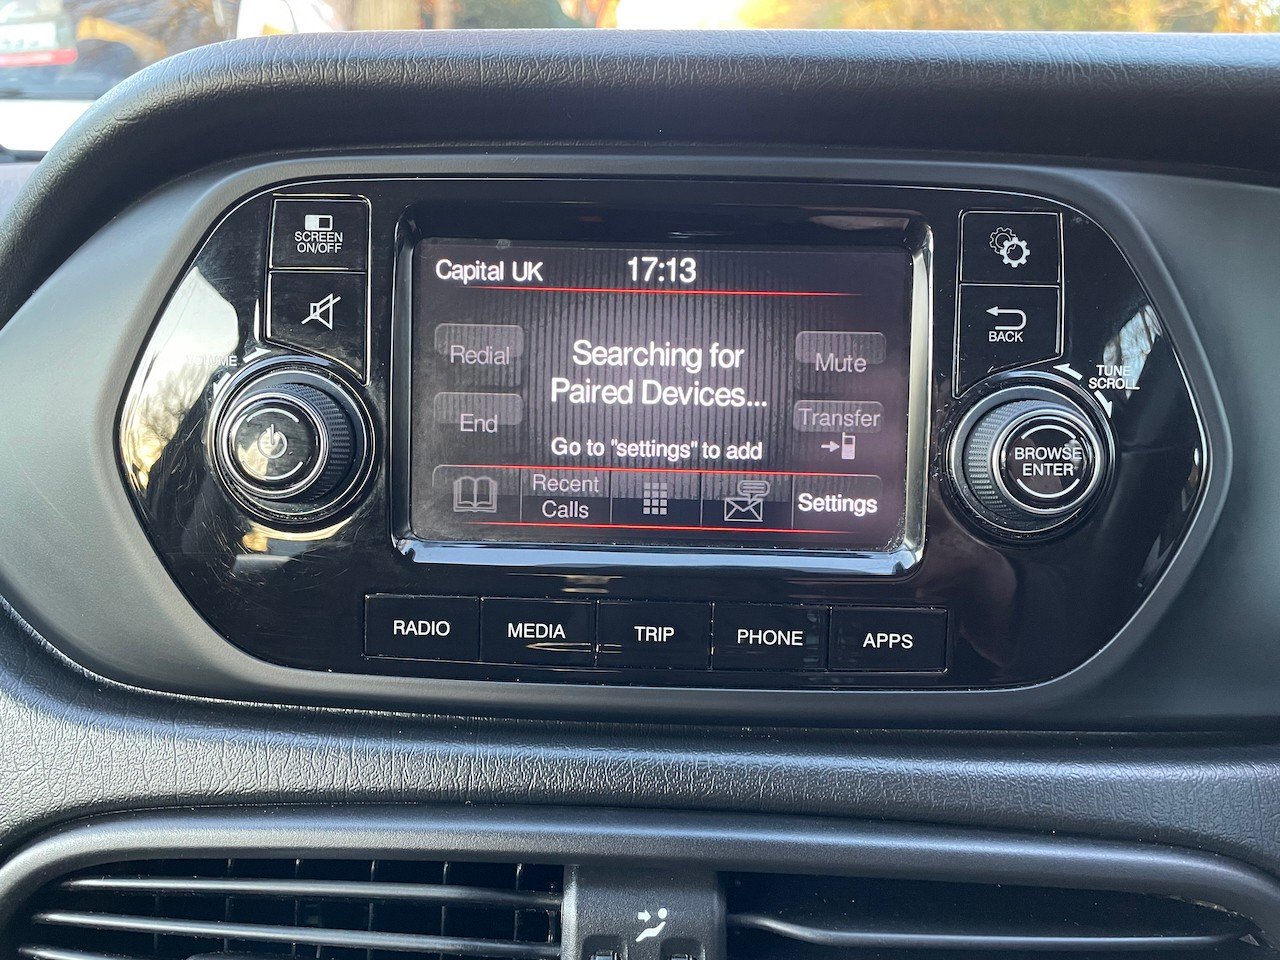 SCREEN
ON/OFF
VOLUME
Capital UK
17:13
Redial
Searching for
Paired Devices...
Mute
End
Transfer
Go to "settings" to add
Recent
Calls
Settings
BACK
TUNE
SCROLL
BROWSE
ENTER
RADIO
MEDIA
TRIP
PHONE
APPS